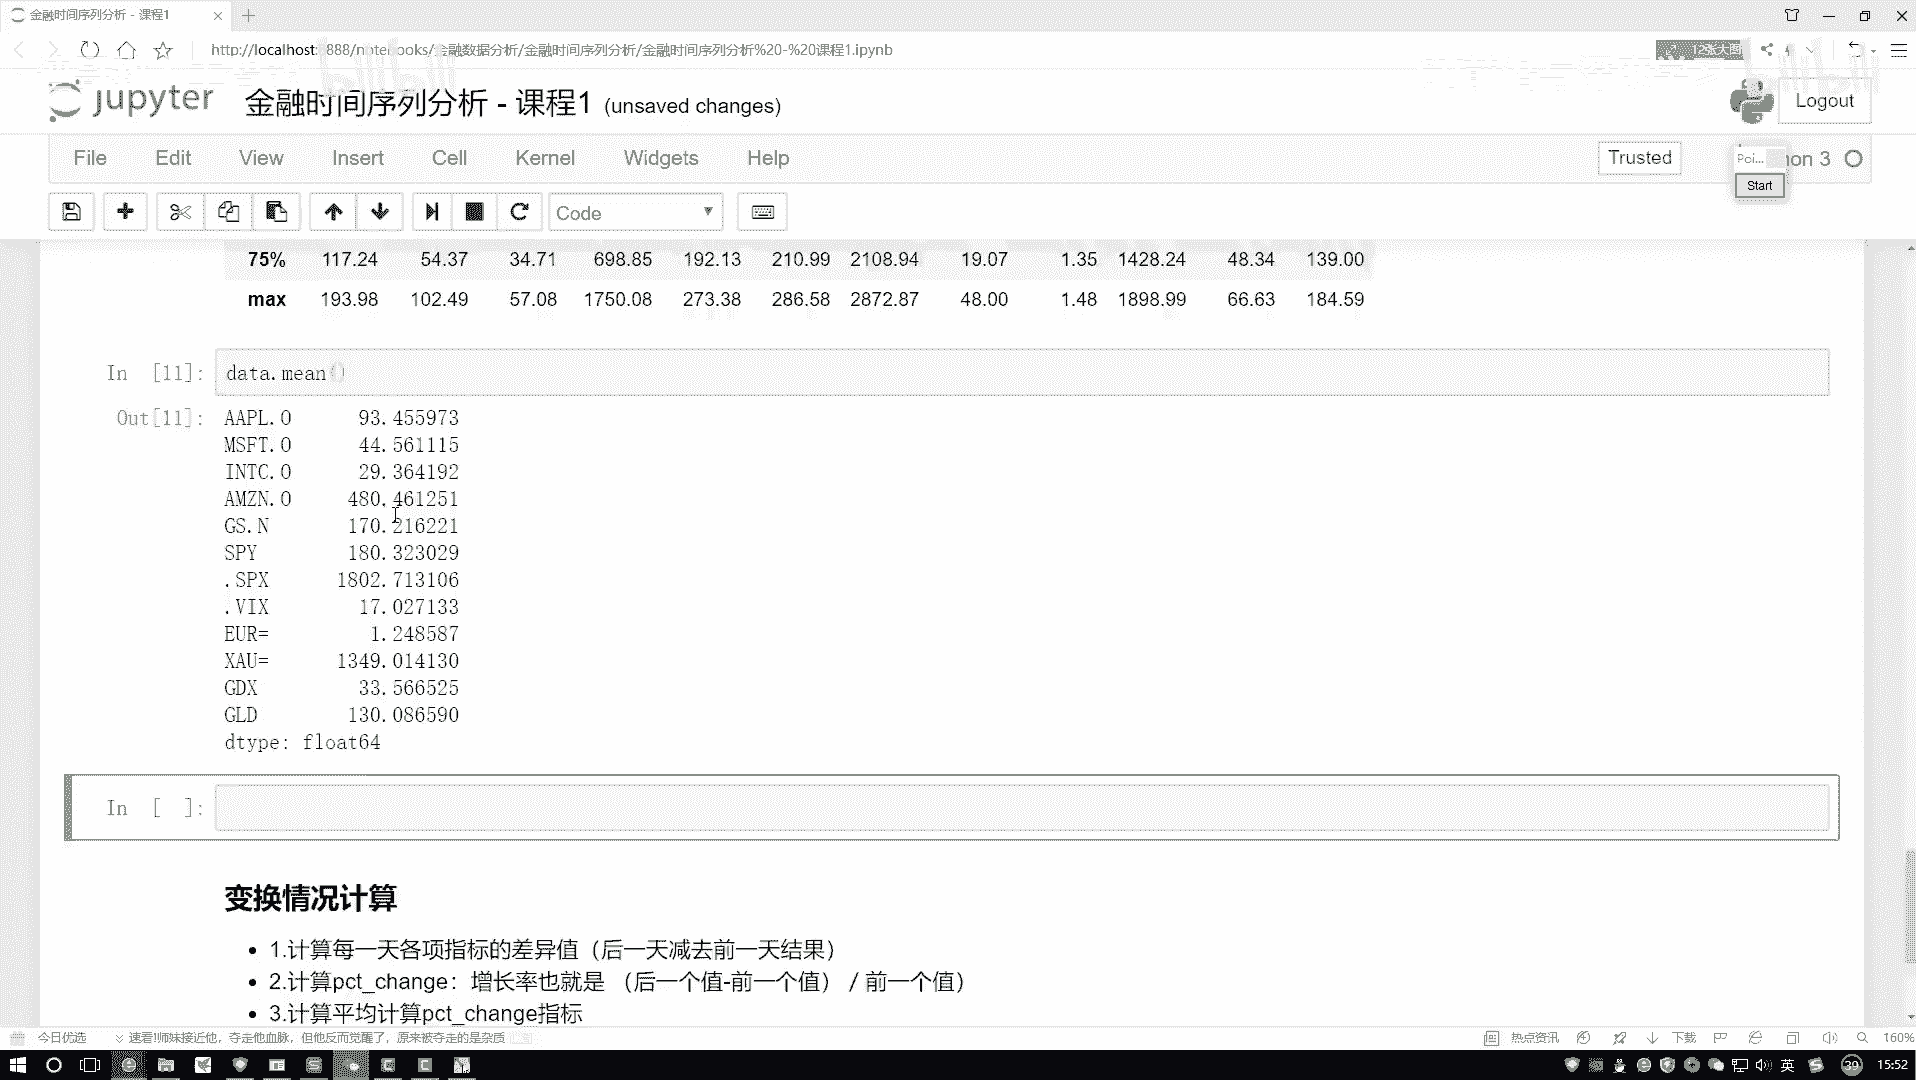 金融时间序列分析 - 课程1
http://localhost:8888/notebooks/金融数据分析/金融时间序列分析/金融时间序列分析%20-%20课程1.ipynb
12张大图
jupyter 金融时间序列分析 - 课程1 (unsaved changes)
Logout
File Edit View Insert Cell Kernel Widgets Help
Trusted
Poi...
hon 3
Start
Code
75% 117.24 54.37 34.71 698.85 192.13 210.99 2108.94 19.07 1.35 1428.24 48.34 139.00
max 193.98 102.49 57.08 1750.08 273.38 286.58 2872.87 48.00 1.48 1898.99 66.63 184.59
In [11]: data.mean()
Out[11]: AAPL.O 93.455973
MSFT.O 44.561115
INTC.O 29.364192
AMZN.O 480.461251
GS.N 170.216221
SPY 180.323029
.SPX 1802.713106
.VIX 17.027133
EUR= 1.248587
XAU= 1349.014130
GDX 33.566525
GLD 130.086590
dtype: float64
In [ ]:
变换情况计算
• 1.计算每一天各项指标的差异值（后一天减去前一天结果）
• 2.计算pct_change：增长率也就是 （后一个值-前一个值） / 前一个值）
• 3.计算平均计算pct_change指标
今日优选 速看!师妹接近他，夺走他血脉，但他反而觉醒了，原来被夺走的是杂质
热点资讯 下载 160%
英 39 15:52